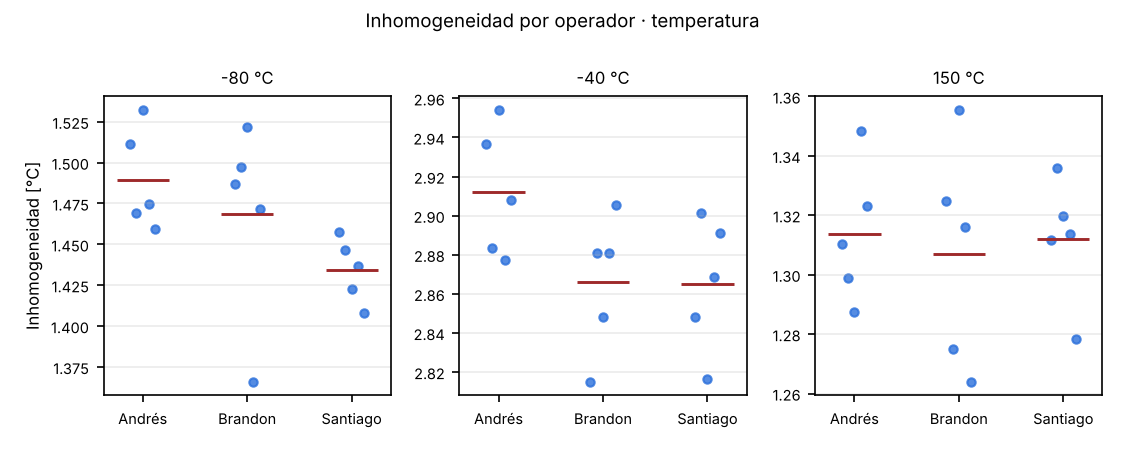 Inhomogeneidad por operador · temperatura
-80 °C
Inhomogeneidad [°C]
1.525
1.500
1.475
1.450
1.425
1.400
1.375
Andrés Brandon Santiago
-40 °C
2.96
2.94
2.92
2.90
2.88
2.86
2.84
2.82
Andrés Brandon Santiago
150 °C
1.36
1.34
1.32
1.30
1.28
1.26
Andrés Brandon Santiago